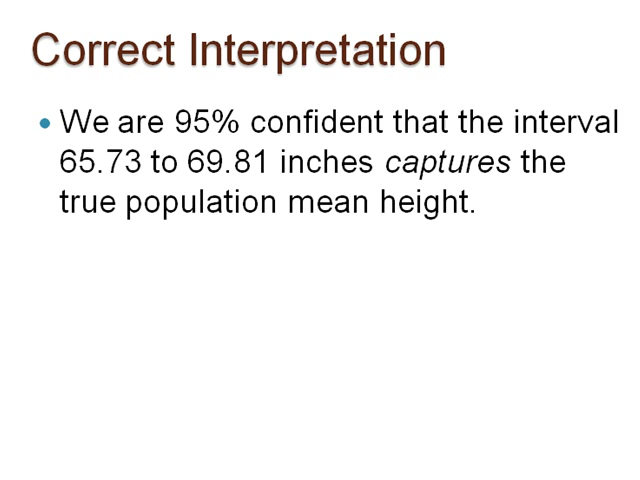 Correct Interpretation
We are 95% confident that the interval
65.73 to 69.81 inches captures the
true population mean height.